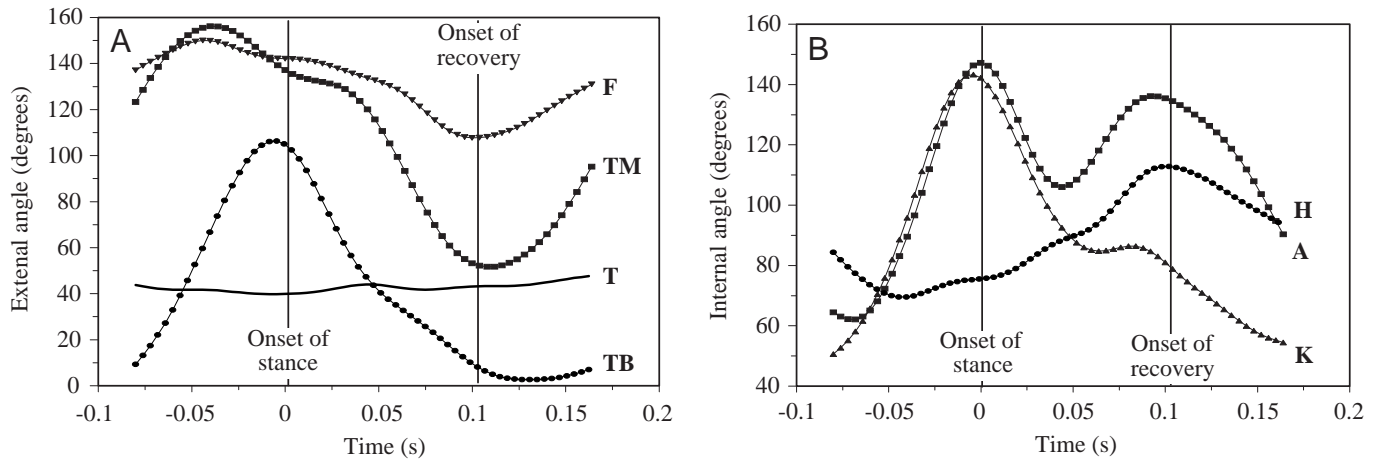 A
Extenal angle (degrees)
160
140
120
100
80
60
40
20
0
-0.1
-0.05
0
0.05
0.1
0.15
0.2
Time (s)
Onset of
recovery
Onset of
stance
F
TM
T
TB
B
Internal angle (degrees)
160
140
120
100
80
60
40
-0.1
-0.05
0
0.05
0.1
0.15
0.2
Time (s)
Onset of
stance
Onset of
recovery
H
A
K